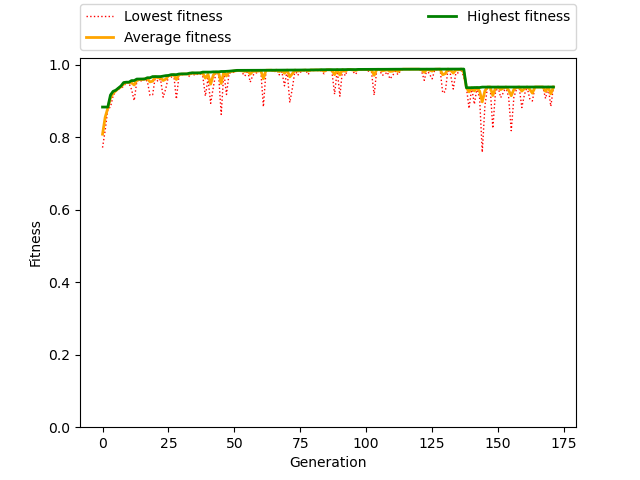 Lowest fitness
Average fitness
Highest fitness
1.0
0.8
0.6
0.4
0.2
0.0
Fitness
0 25 50 75 100 125 150 175
Generation